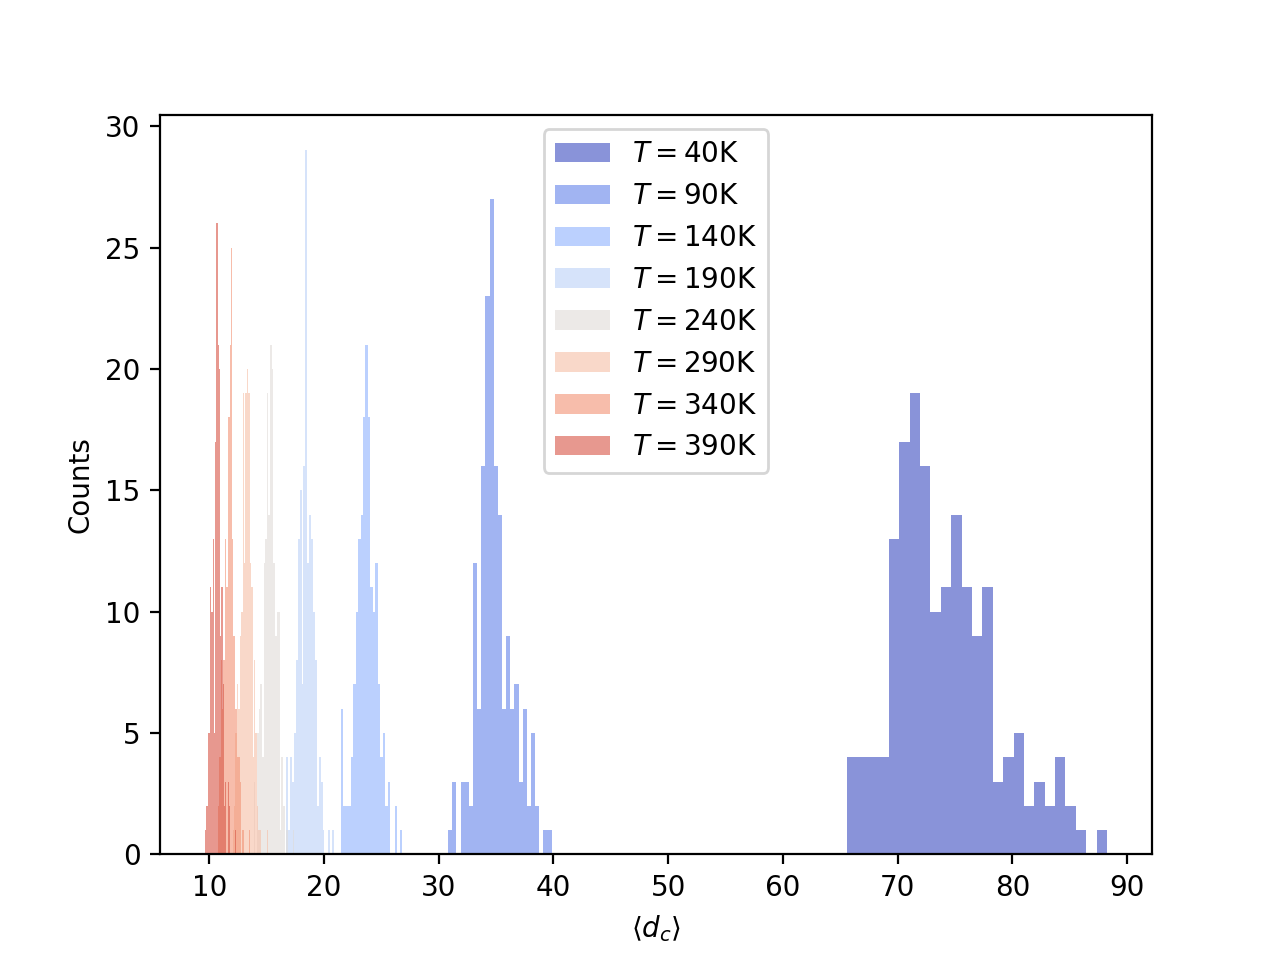 30
25
20
15
10
5
0
Counts
T = 40K
T = 90K
T = 140K
T = 190K
T = 240K
T = 290K
T = 340K
T = 390K
10 20 30 40 50 60 70 80 90
⟨d_c⟩